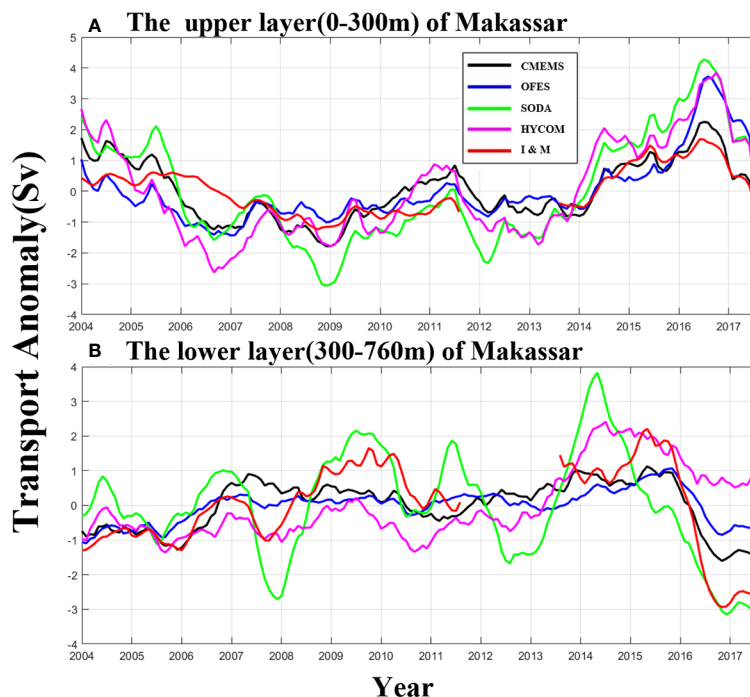 A The upper layer(0-300m) of Makassar
5
4
3
2
1
0
-1
-2
-3
-4
CMEMS
OFES
SODA
HYCOM
I & M
2004 2005 2006 2007 2008 2009 2010 2011 2012 2013 2014 2015 2016 2017
B The lower layer(300-760m) of Makassar
4
3
2
1
0
-1
-2
-3
-4
2004 2005 2006 2007 2008 2009 2010 2011 2012 2013 2014 2015 2016 2017
Transport Anomaly(Sv)
Year